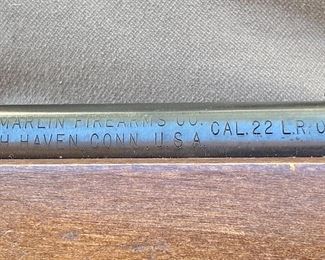 MARLIN FIREARMS CO.
H HAVEN CONN. U.S.A. CAL. 22 L.R. O